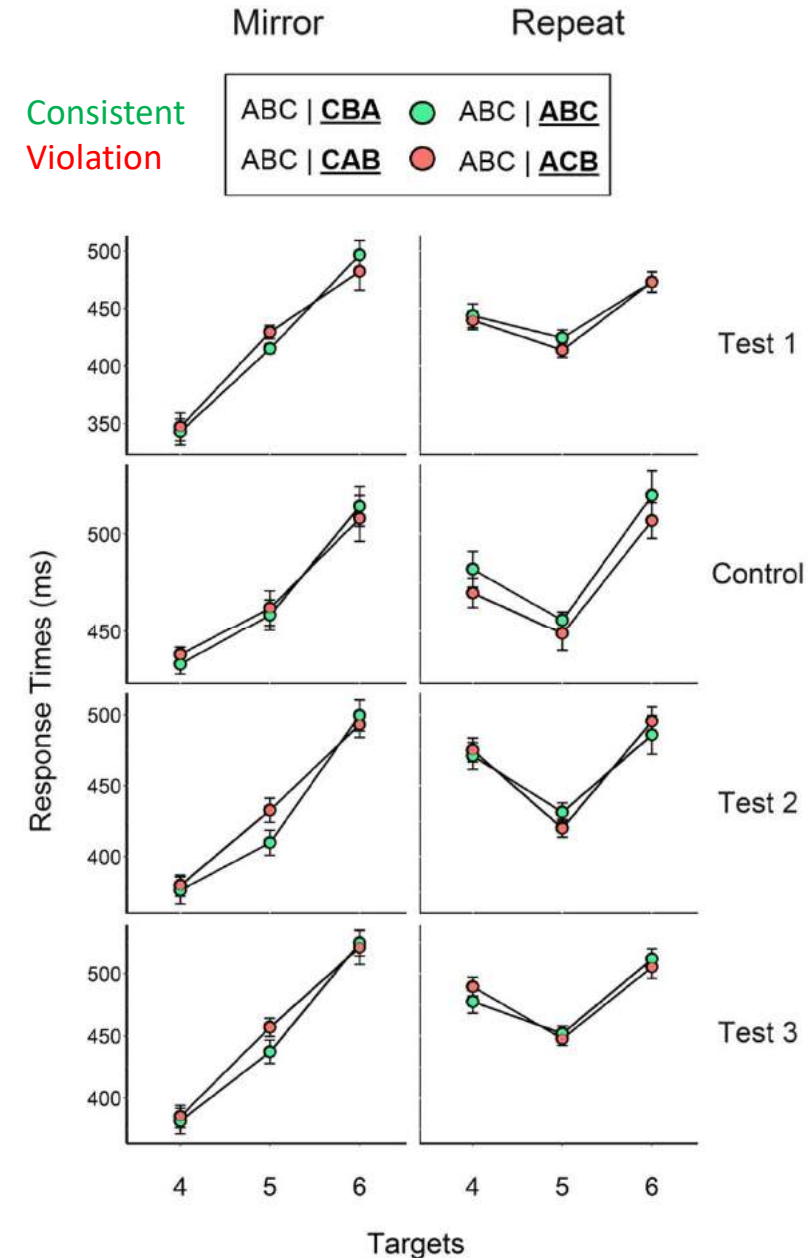 Mirror Repeat
Consistent ABC | CBA ABC | ABC
Violation ABC | CAB ABC | ACB
500
450
400
350
Test 1
500
450
Control
Response Times (ms)
500
450
400
Test 2
500
450
400
Test 3
4 5 6 4 5 6
Targets